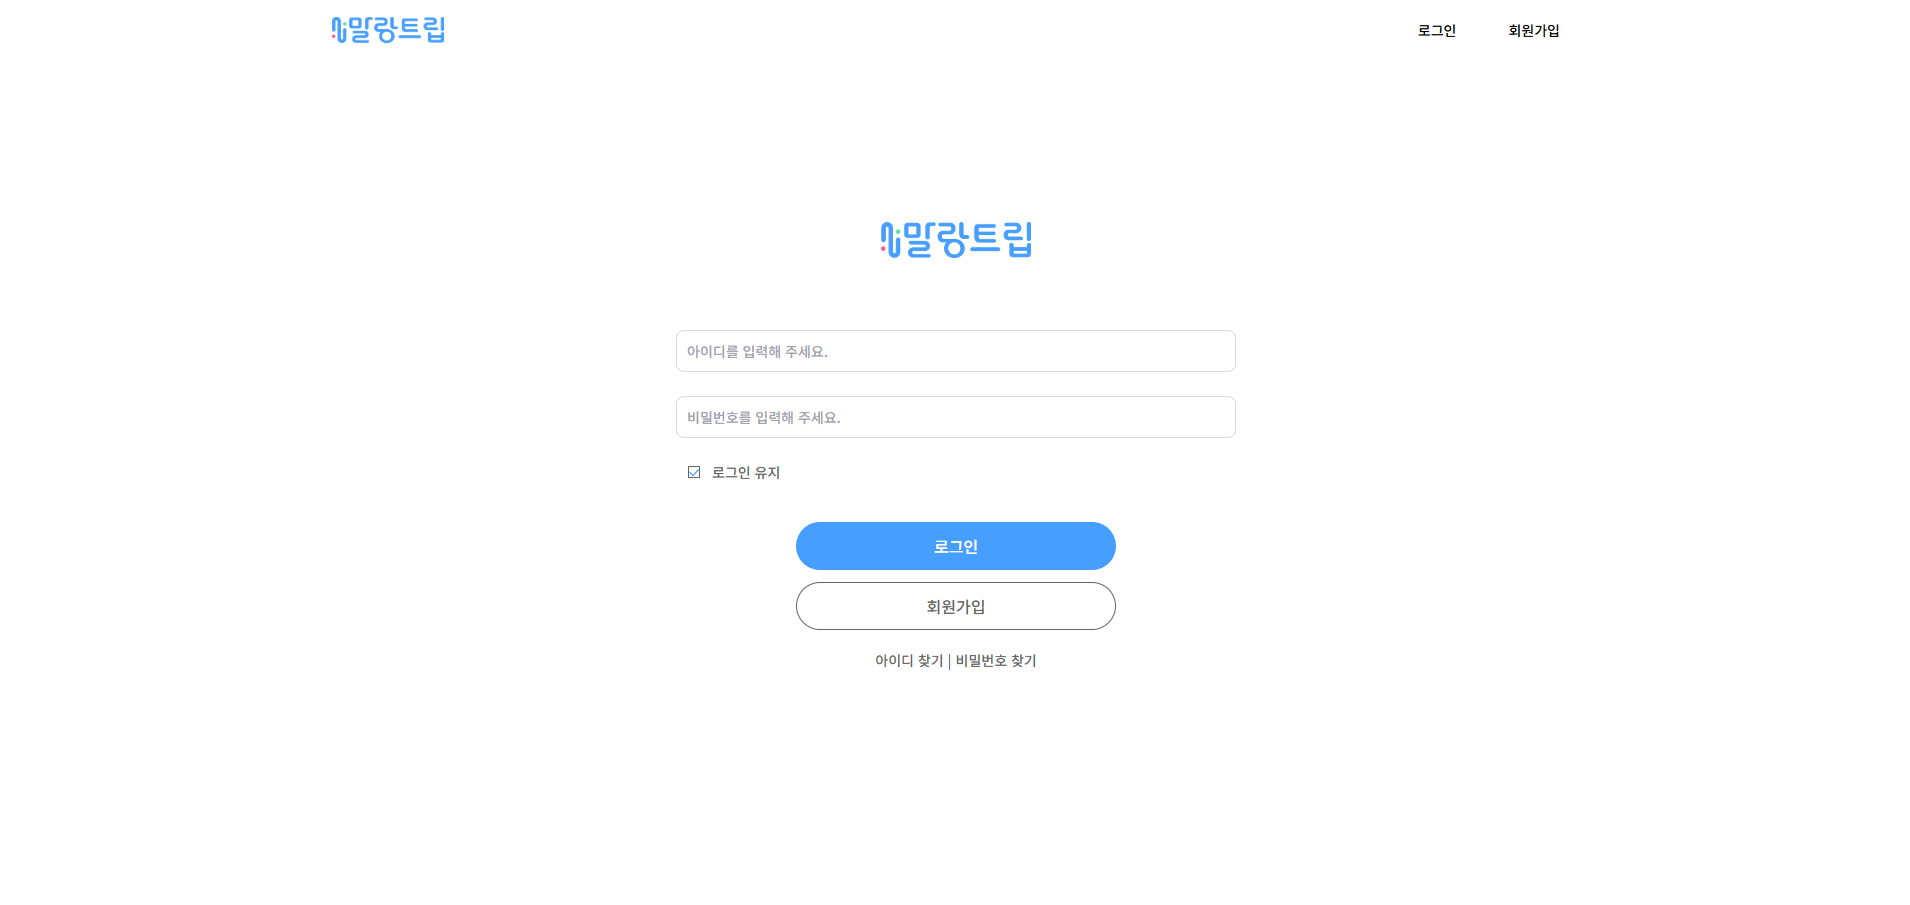 말랑트립
로그인 회원가입
말랑트립
아이디를 입력해 주세요.
비밀번호를 입력해 주세요.
로그인 유지
로그인
회원가입
아이디 찾기 | 비밀번호 찾기